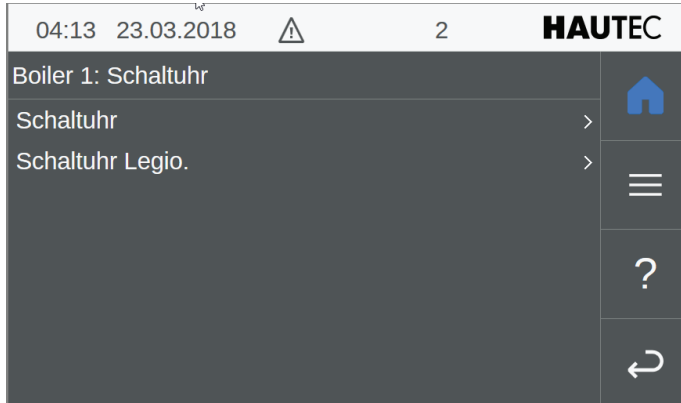 04:13 23.03.2018 2 HAUTEC
Boiler 1: Schaltuhr
Schaltuhr
Schaltuhr Legio.
?